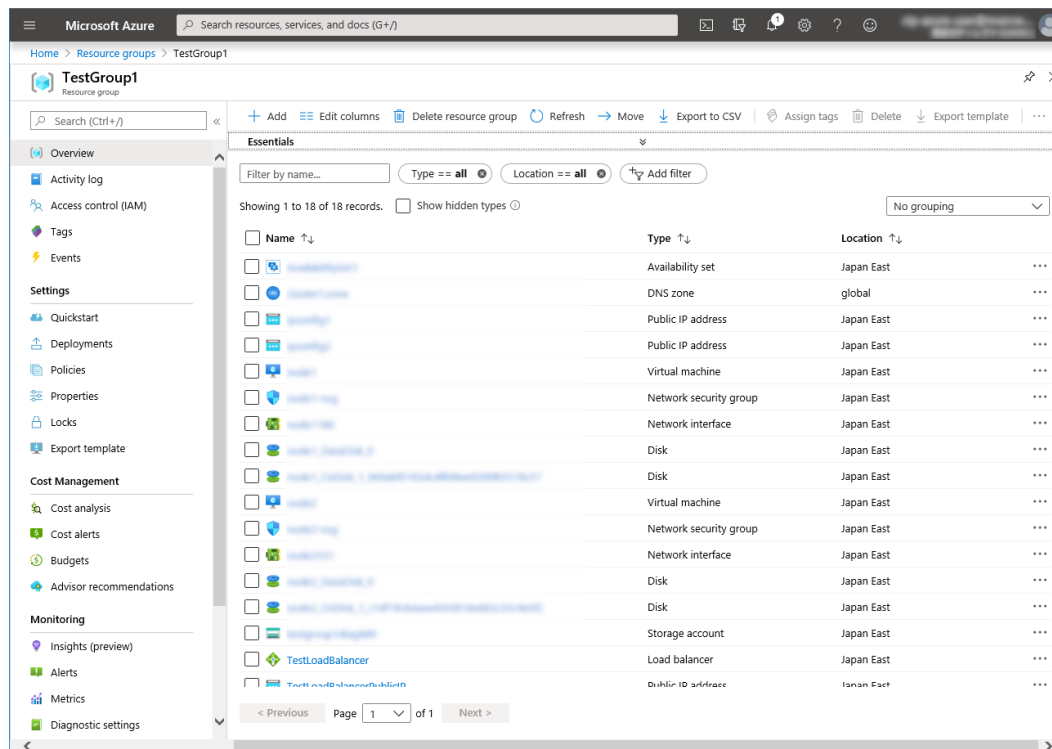 Microsoft Azure
Search resources, services, and docs (G+/)
1
Home > Resource groups > TestGroup1
TestGroup1
Resource group
Search (Ctrl+/)
«
Add
Edit columns
Delete resource group
Refresh
Move
Export to CSV
Assign tags
Delete
Export template
...
Essentials
Overview
Activity log
Access control (IAM)
Tags
Events
Settings
Quickstart
Deployments
Policies
Properties
Locks
Export template
Cost Management
Cost analysis
Cost alerts
Budgets
Advisor recommendations
Monitoring
Insights (preview)
Alerts
Metrics
Diagnostic settings
Filter by name...
Type == all
Location == all
Add filter
Showing 1 to 18 of 18 records.
Show hidden types
No grouping
Name ↑↓ Type ↑↓ Location ↑↓
Availability set Japan East
DNS zone global
Public IP address Japan East
Public IP address Japan East
Virtual machine Japan East
Network security group Japan East
Network interface Japan East
Disk Japan East
Disk Japan East
Virtual machine Japan East
Network security group Japan East
Network interface Japan East
Disk Japan East
Disk Japan East
Storage account Japan East
TestLoadBalancer Load balancer Japan East
TestLoadBalancerPublicIP Public IP address Japan East
< Previous Page 1 of 1 Next >